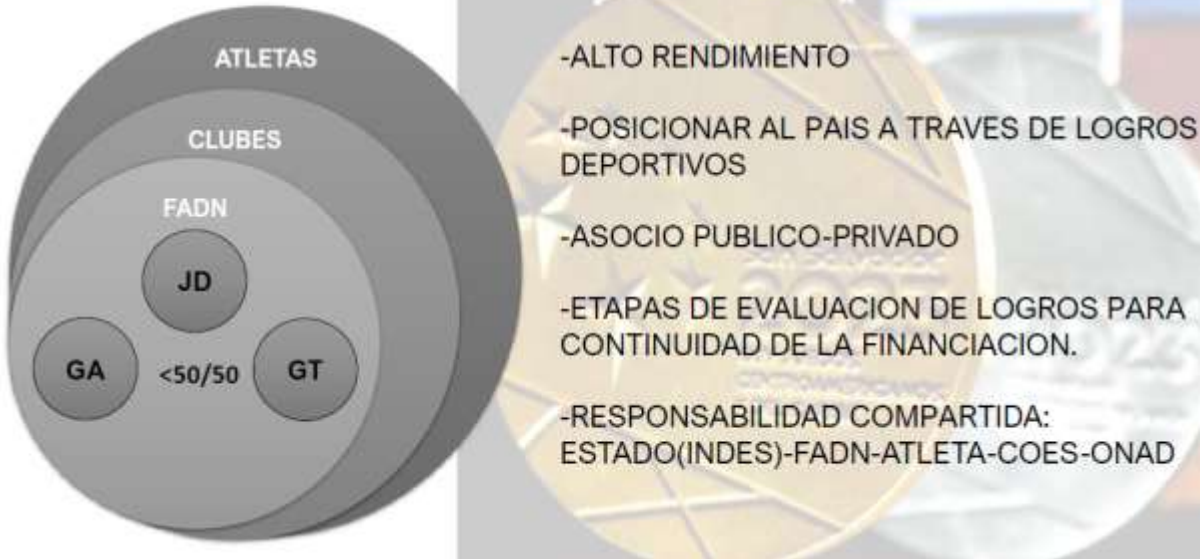 ATLETAS
CLUBES
FADN
JD
GA
<50/50
GT
-ALTO RENDIMIENTO
-POSICIONAR AL PAIS A TRAVES DE LOGROS
DEPORTIVOS
-ASOCIO PUBLICO-PRIVADO
-ETAPAS DE EVALUACION DE LOGROS PARA
CONTINUIDAD DE LA FINANCIACION.
-RESPONSABILIDAD COMPARTIDA:
ESTADO(INDES)-FADN-ATLETA-COES-ONAD